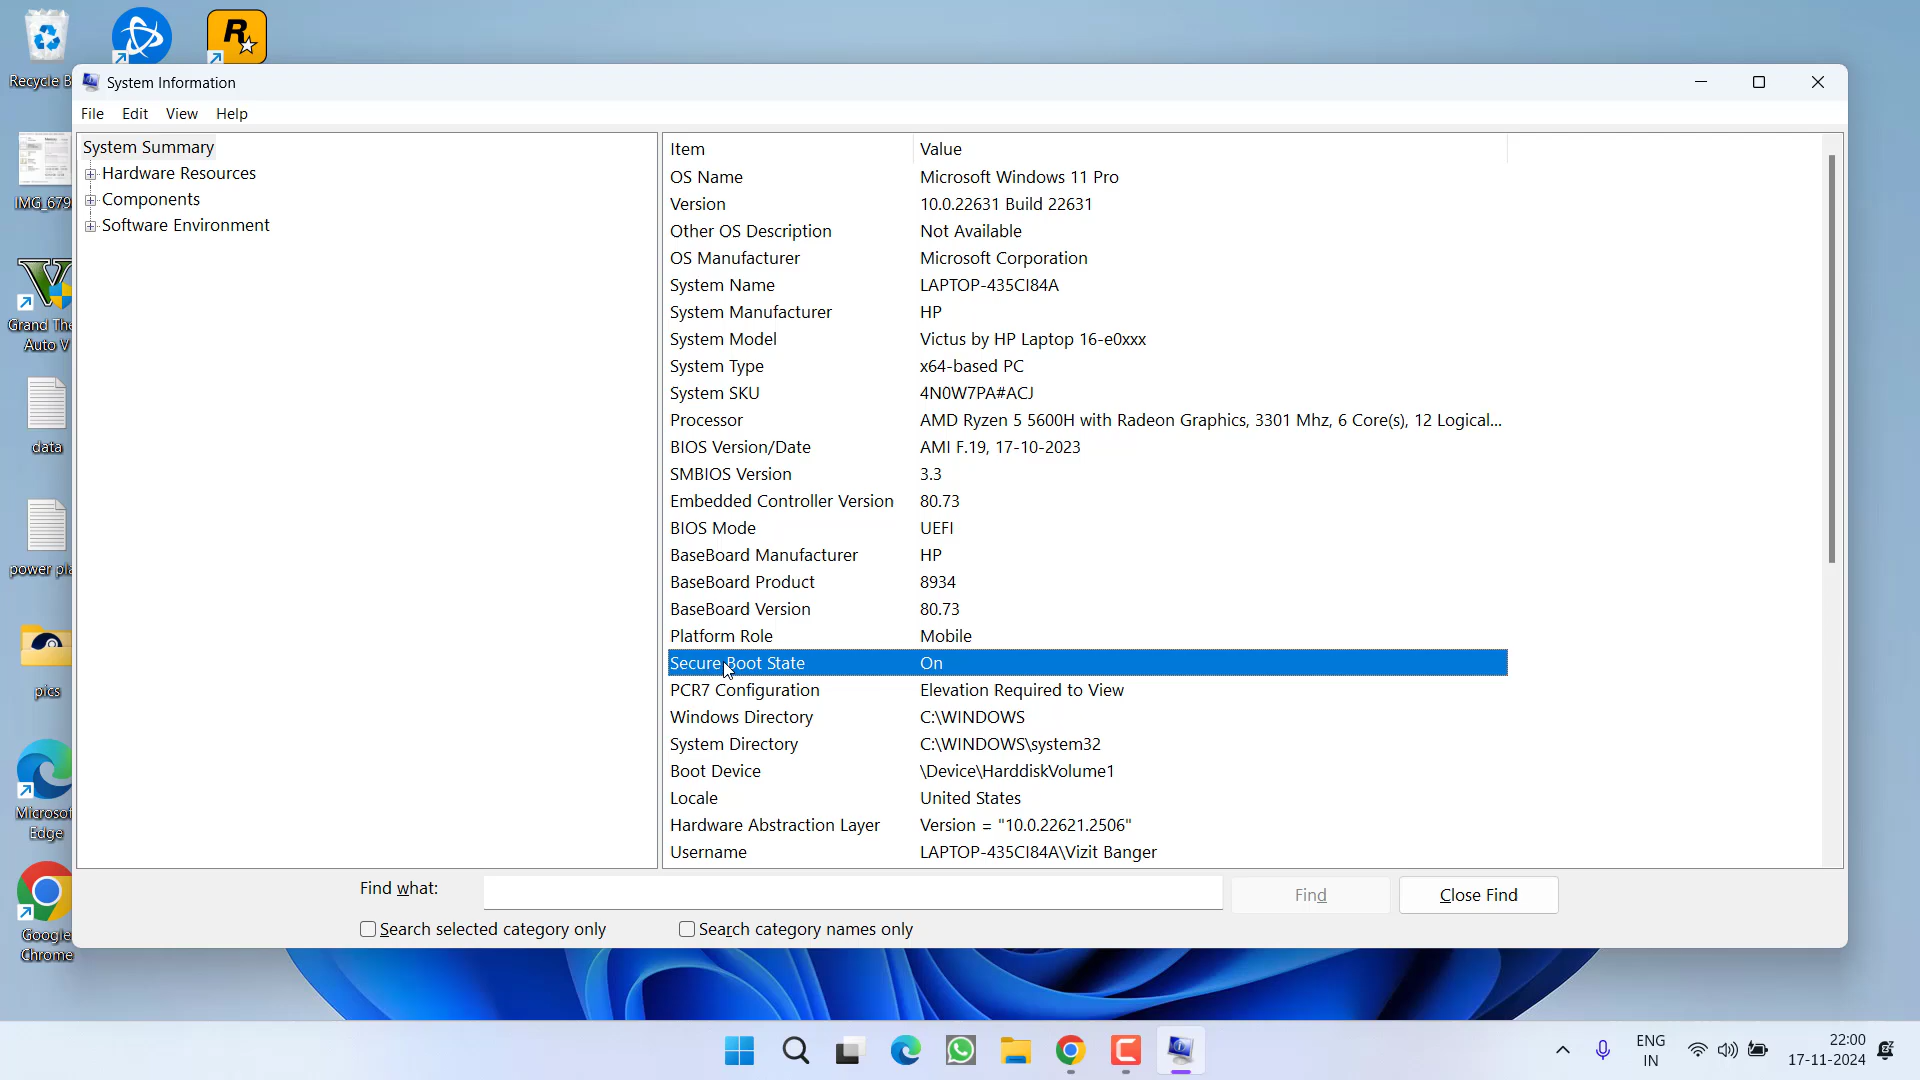 Recycle B
IMG_679
Grand The
Auto V
data
power pla
pics
Microsof
Edge
Google
Chrome
System Information
File Edit View Help
System Summary
Hardware Resources
Components
Software Environment
Item Value
OS Name Microsoft Windows 11 Pro
Version 10.0.22631 Build 22631
Other OS Description Not Available
OS Manufacturer Microsoft Corporation
System Name LAPTOP-435CI84A
System Manufacturer HP
System Model Victus by HP Laptop 16-e0xxx
System Type x64-based PC
System SKU 4N0W7PA#ACJ
Processor AMD Ryzen 5 5600H with Radeon Graphics, 3301 Mhz, 6 Core(s), 12 Logical...
BIOS Version/Date AMI F.19, 17-10-2023
SMBIOS Version 3.3
Embedded Controller Version 80.73
BIOS Mode UEFI
BaseBoard Manufacturer HP
BaseBoard Product 8934
BaseBoard Version 80.73
Platform Role Mobile
Secure Boot State On
PCR7 Configuration Elevation Required to View
Windows Directory C:\WINDOWS
System Directory C:\WINDOWS\system32
Boot Device \Device\HarddiskVolume1
Locale United States
Hardware Abstraction Layer Version = "10.0.22621.2506"
Username LAPTOP-435CI84A\Vizit Banger
Find what: Find Close Find
Search selected category only Search category names only
ENG
IN
22:00
17-11-2024